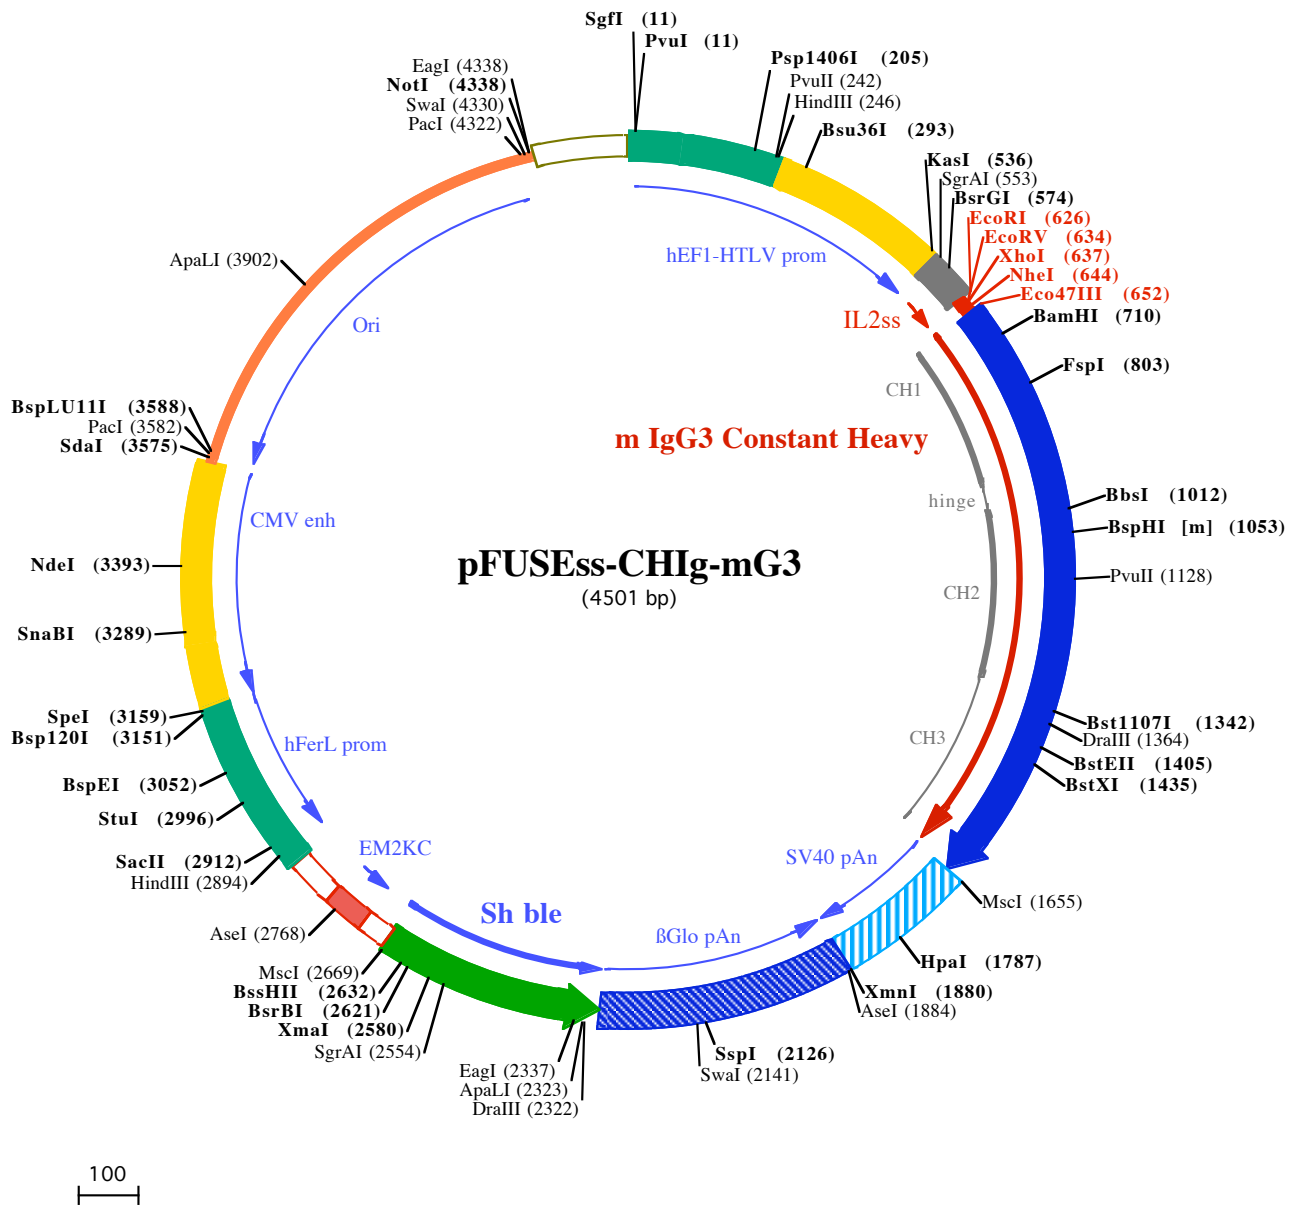 SgfI (11)
PvuI (11)
Psp1406I (205)
PvuII (242)
HindIII (246)
Bsu36I (293)
KasI (536)
SgrAI (553)
BsrGI (574)
EcoRI (626)
EcoRV (634)
XhoI (637)
NheI (644)
Eco47III (652)
BamHI (710)
FspI (803)
BbsI (1012)
BspHI [m] (1053)
PvuII (1128)
Bst1107I (1342)
DraIII (1364)
BstEII (1405)
BstXI (1435)
MscI (1655)
HpaI (1787)
XmnI (1880)
AseI (1884)
SspI (2126)
SwaI (2141)
DraIII (2322)
ApaLI (2323)
EagI (2337)
SgrAI (2554)
XmaI (2580)
BsrBI (2621)
BssHII (2632)
MscI (2669)
AseI (2768)
HindIII (2894)
SacII (2912)
StuI (2996)
BspEI (3052)
Bsp120I (3151)
SpeI (3159)
SnaBI (3289)
NdeI (3393)
SdaI (3575)
PacI (3582)
BspLU11I (3588)
ApaLI (3902)
PacI (4322)
SwaI (4330)
NotI (4338)
EagI (4338)
hEF1-HTLV prom
IL2ss
CH1
m IgG3 Constant Heavy
hinge
CH2
CH3
SV40 pAn
ßGlo pAn
Sh ble
EM2KC
hFerL prom
CMV enh
Ori
pFUSEss-CHIg-mG3
(4501 bp)
100